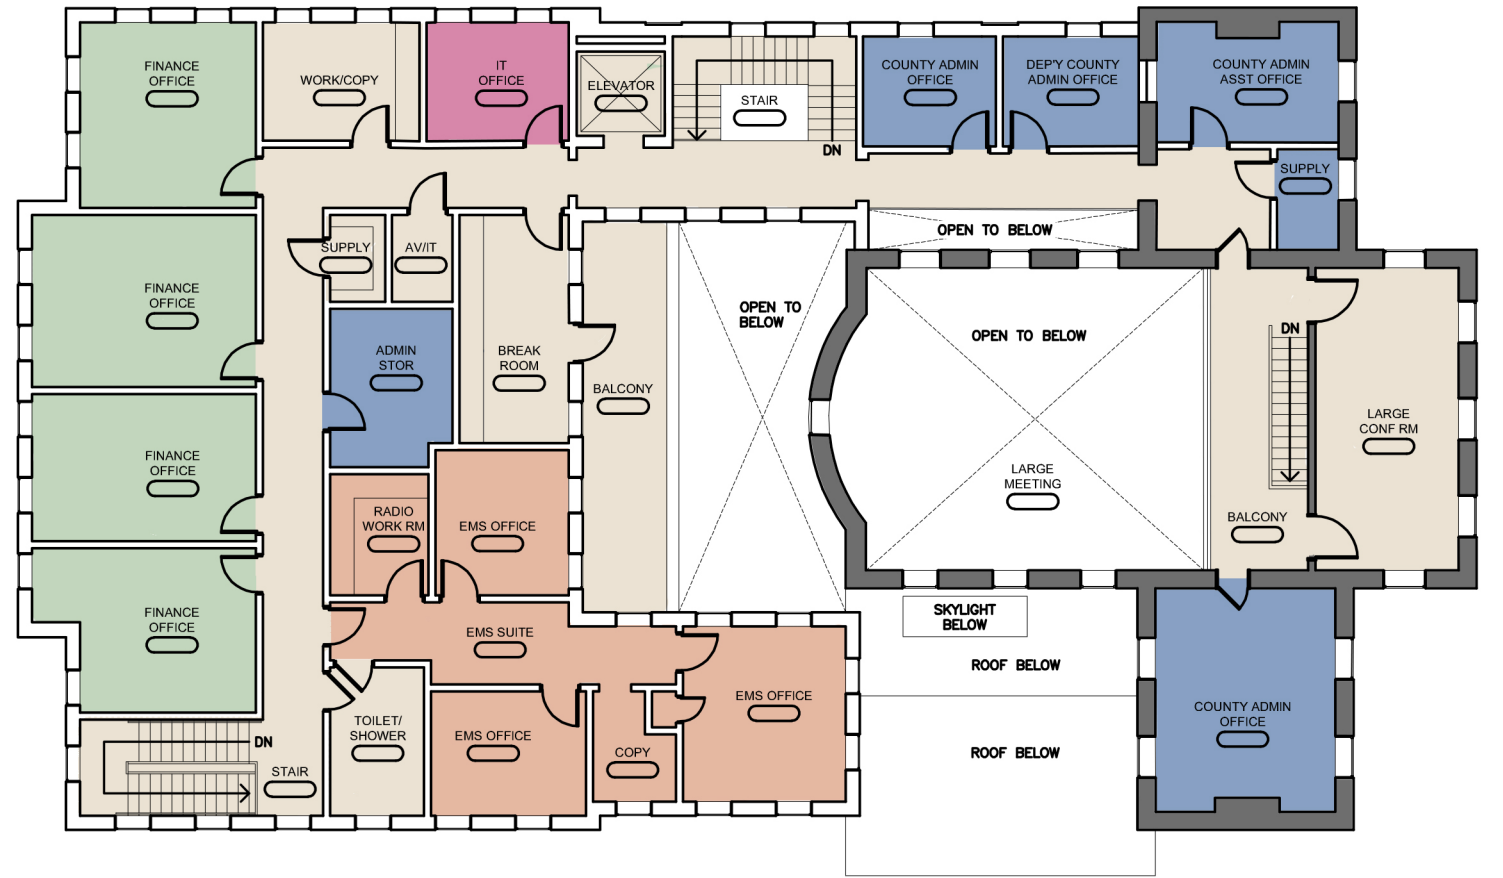 FINANCE
OFFICE
WORK/COPY
IT
OFFICE
ELEVATOR
STAIR
DN
COUNTY ADMIN
OFFICE
DEP'Y COUNTY
ADMIN OFFICE
COUNTY ADMIN
ASST OFFICE
SUPPLY
OPEN TO BELOW
SUPPLY
AV/IT
FINANCE
OFFICE
OPEN TO
BELOW
OPEN TO BELOW
DN
ADMIN
STOR
BREAK
ROOM
BALCONY
LARGE
CONF RM
FINANCE
OFFICE
LARGE
MEETING
RADIO
WORK RM
EMS OFFICE
BALCONY
FINANCE
OFFICE
EMS SUITE
SKYLIGHT
BELOW
ROOF BELOW
EMS OFFICE
COUNTY ADMIN
OFFICE
TOILET/
SHOWER
EMS OFFICE
COPY
ROOF BELOW
DN
STAIR